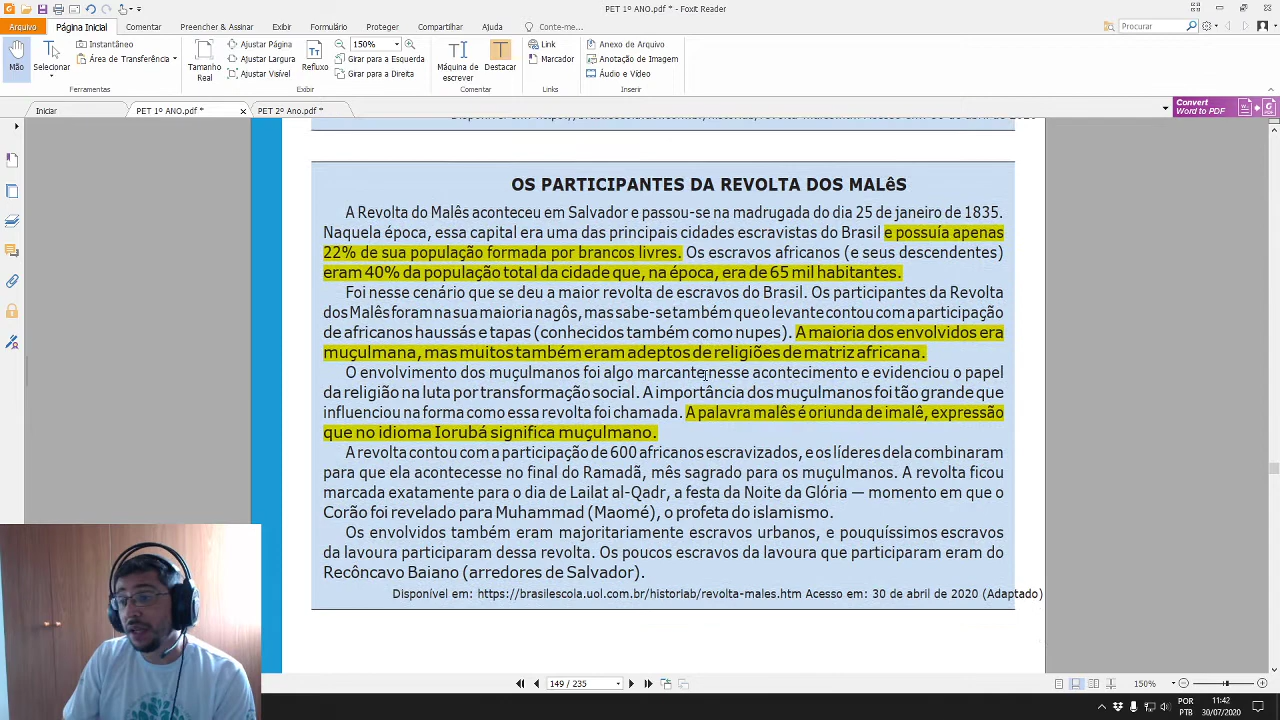 PET 1º ANO.pdf * - Foxit Reader
Arquivo Página Inicial Comentar Preencher & Assinar Exibir Formulário Proteger Compartilhar Ajuda Conte-me... Procurar
Mão
Selecionar
Instantâneo
Área de Transferência
Ferramentas
Tamanho Real
Ajustar Página
Ajustar Largura
Ajustar Visível
Refluxo
150%
Girar para a Esquerda
Girar para a Direita
Exibir
Máquina de escrever
Destacar
Comentar
Link
Marcador
Links
Anexo de Arquivo
Anotação de Imagem
Áudio e Vídeo
Inserir
Iniciar PET 1º ANO.pdf * PET 2º Ano.pdf *
Convert
Word to PDF
OS PARTICIPANTES DA REVOLTA DOS MALêS
A Revolta do Malês aconteceu em Salvador e passou-se na madrugada do dia 25 de janeiro de 1835.
Naquela época, essa capital era uma das principais cidades escravistas do Brasil e possuía apenas
22% de sua população formada por brancos livres. Os escravos africanos (e seus descendentes)
eram 40% da população total da cidade que, na época, era de 65 mil habitantes.
Foi nesse cenário que se deu a maior revolta de escravos do Brasil. Os participantes da Revolta
dos Malês foram na sua maioria nagôs, mas sabe-se também que o levante contou com a participação
de africanos haussás e tapas (conhecidos também como nupes). A maioria dos envolvidos era
muçulmana, mas muitos também eram adeptos de religiões de matriz africana.
O envolvimento dos muçulmanos foi algo marcante nesse acontecimento e evidenciou o papel
da religião na luta por transformação social. A importância dos muçulmanos foi tão grande que
influenciou na forma como essa revolta foi chamada. A palavra malês é oriunda de imalê, expressão
que no idioma Iorubá significa muçulmano.
A revolta contou com a participação de 600 africanos escravizados, e os líderes dela combinaram
para que ela acontecesse no final do Ramadã, mês sagrado para os muçulmanos. A revolta ficou
marcada exatamente para o dia de Lailat al-Qadr, a festa da Noite da Glória — momento em que o
Corão foi revelado para Muhammad (Maomé), o profeta do islamismo.
Os envolvidos também eram majoritariamente escravos urbanos, e pouquíssimos escravos
da lavoura participaram dessa revolta. Os poucos escravos da lavoura que participaram eram do
Recôncavo Baiano (arredores de Salvador).
Disponível em: https://brasilescola.uol.com.br/historiab/revolta-males.htm Acesso em: 30 de abril de 2020 (Adaptado)
149 / 235
150%
POR
PTB
11:42
30/07/2020